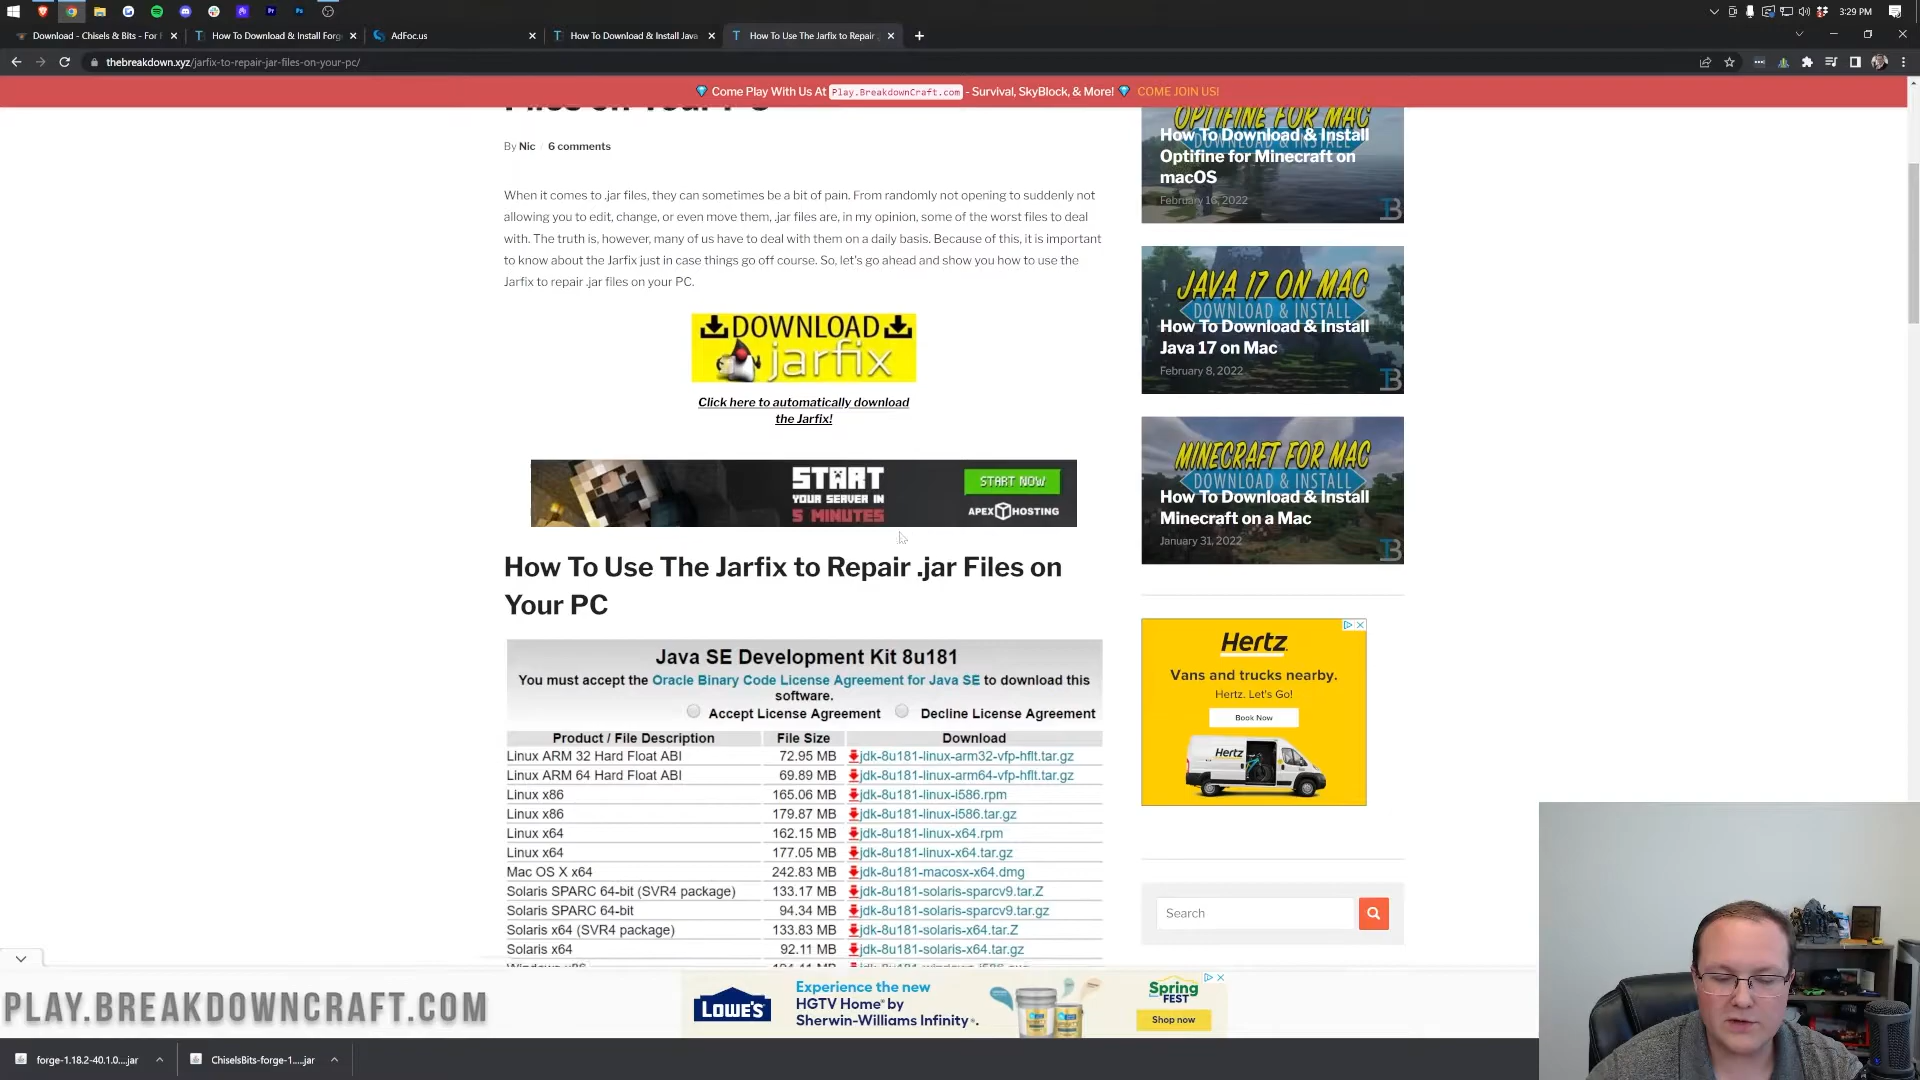 3:29 PM
Download - Chisels & Bits - For F
How To Download & Install Forg
AdFoc.us
How To Download & Install Java
How To Use The Jarfix to Repair
thebreakdown.xyz/jarfix-to-repair-jar-files-on-your-pc/
Come Play With Us At Play.BreakdownCraft.com - Survival, SkyBlock, & More! COME JOIN US!
Files on Your PC
By Nic 6 comments
When it comes to .jar files, they can sometimes be a bit of pain. From randomly not opening to suddenly not
allowing you to edit, change, or even move them, .jar files are, in my opinion, some of the worst files to deal
with. The truth is, however, many of us have to deal with them on a daily basis. Because of this, it is important
to know about the Jarfix just in case things go off course. So, let's go ahead and show you how to use the
Jarfix to repair .jar files on your PC.
DOWNLOAD
jarfix
Click here to automatically download
the Jarfix!
START
YOUR SERVER IN
5 MINUTES
START NOW
APEX HOSTING
How To Use The Jarfix to Repair .jar Files on
Your PC
Java SE Development Kit 8u181
You must accept the Oracle Binary Code License Agreement for Java SE to download this
software.
Accept License Agreement Decline License Agreement
Product / File Description File Size Download
Linux ARM 32 Hard Float ABI 72.95 MB jdk-8u181-linux-arm32-vfp-hflt.tar.gz
Linux ARM 64 Hard Float ABI 69.89 MB jdk-8u181-linux-arm64-vfp-hflt.tar.gz
Linux x86 165.06 MB jdk-8u181-linux-i586.rpm
Linux x86 179.87 MB jdk-8u181-linux-i586.tar.gz
Linux x64 162.15 MB jdk-8u181-linux-x64.rpm
Linux x64 177.05 MB jdk-8u181-linux-x64.tar.gz
Mac OS X x64 242.83 MB jdk-8u181-macosx-x64.dmg
Solaris SPARC 64-bit (SVR4 package) 133.17 MB jdk-8u181-solaris-sparcv9.tar.Z
Solaris SPARC 64-bit 94.34 MB jdk-8u181-solaris-sparcv9.tar.gz
Solaris x64 (SVR4 package) 133.83 MB jdk-8u181-solaris-x64.tar.Z
Solaris x64 92.11 MB jdk-8u181-solaris-x64.tar.gz
OPTIFINE FOR MAC
DOWNLOAD & INSTALL
How To Download & Install
Optifine for Minecraft on
macOS
February 16, 2022
JAVA 17 ON MAC
DOWNLOAD & INSTALL
How To Download & Install
Java 17 on Mac
February 8, 2022
MINECRAFT FOR MAC
DOWNLOAD & INSTALL
How To Download & Install
Minecraft on a Mac
January 31, 2022
Hertz
Vans and trucks nearby.
Hertz. Let's Go!
Book Now
Hertz
Search
PLAY.BREAKDOWNCRAFT.COM
LOWE'S
Experience the new
HGTV Home® by
Sherwin-Williams Infinity®.
Spring
FEST
Shop now
forge-1.18.2-40.1.0....jar
ChiselsBits-forge-1.....jar